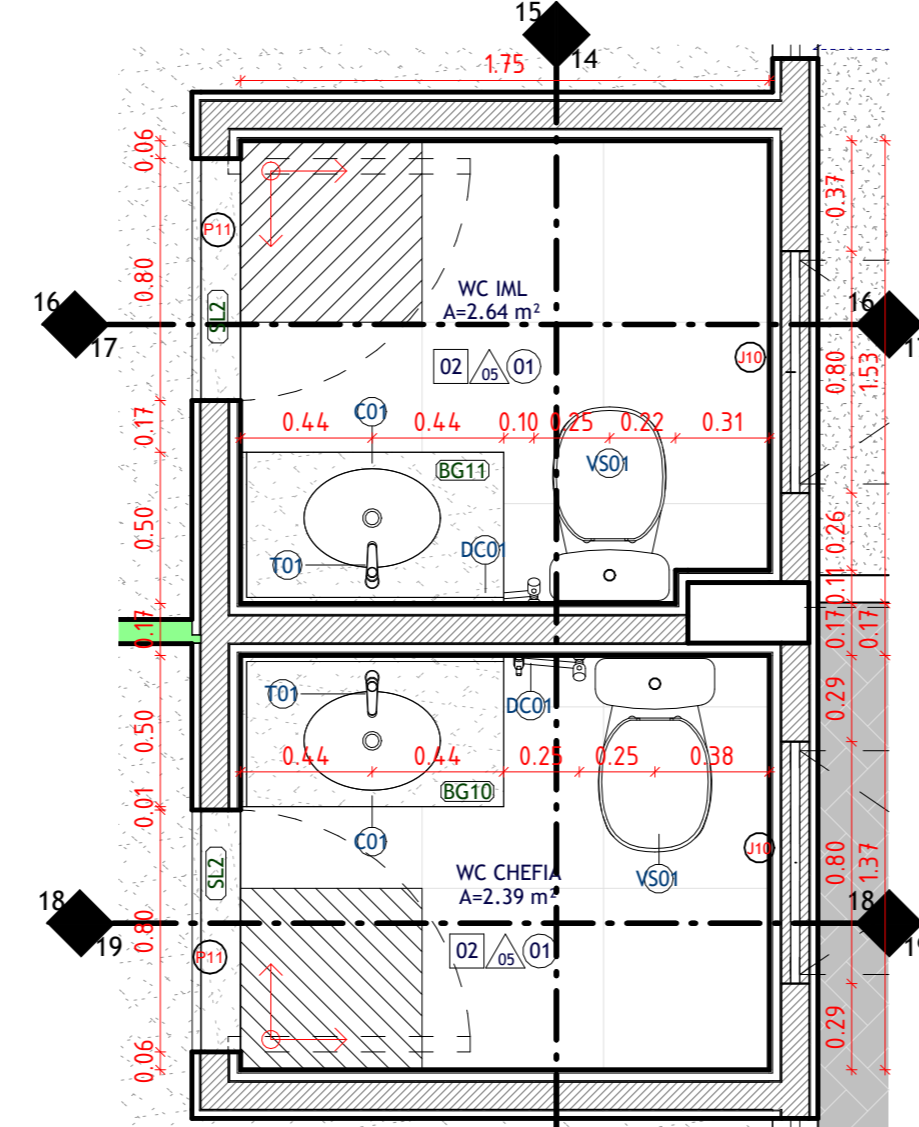 15
14
1.75
0.06
0.37
P11
0.80
WC IML
A=2.64 m²
16
17
SL2
16
02
05
01
J10
0.80
1.53
C01
0.17
0.44
0.44
0.10
0.25
0.22
0.31
BG11
VS01
0.50
0.26
DC01
T01
0.11
0.17
0.17
0.17
T01
DC01
0.29
0.50
0.44
0.44
0.25
0.25
0.38
BG10
0.01
C01
J10
SL2
WC CHEFIA
A=2.39 m²
VS01
0.80
1.37
18
19
0.80
18
P11
02
05
01
0.29
0.06